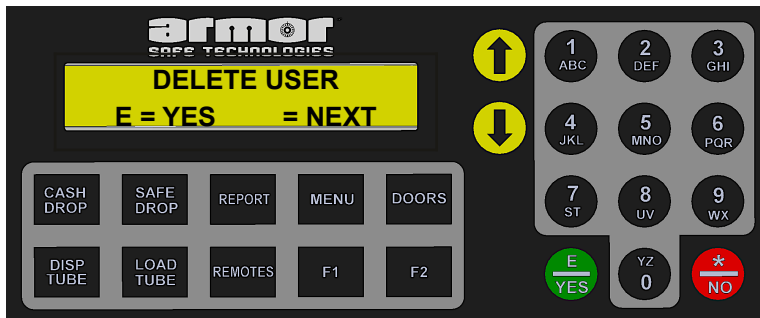 armor
SAFE TECHNOLOGIES
DELETE USER
E = YES = NEXT
1
ABC
2
DEF
3
GHI
4
JKL
5
MNO
6
PQR
7
ST
8
UV
9
WX
E
YES
YZ
0
*
NO
CASH
DROP
SAFE
DROP
REPORT
MENU
DOORS
DISP
TUBE
LOAD
TUBE
REMOTES
F1
F2